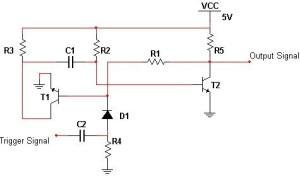 VCC
5V
R3
C1
R2
R1
R5
Output Signal
T1
T2
D1
C2
Trigger Signal
R4